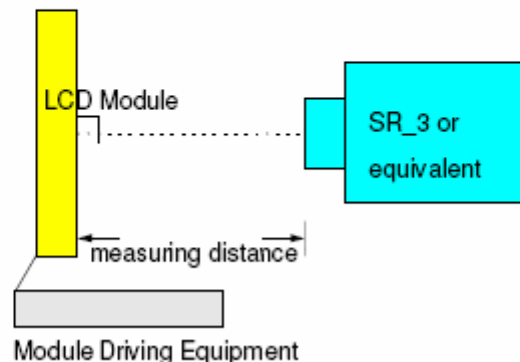 LCD Module
SR_3 or
equivalent
measuring distance
Module Driving Equipment